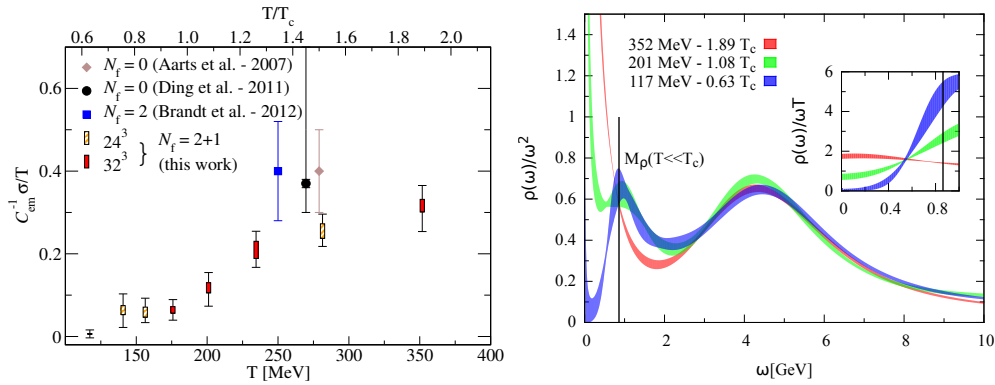 T/T_c
0.6 0.8 1 1.2 1.4 1.6 1.8 2
N_f = 0 (Aarts et al. - 2007)
N_f = 0 (Ding et al. - 2011)
N_f = 2 (Brandt et al. - 2012)
24^3 } N_f = 2+1
32^3 (this work)
C_em^-1 σ/T
0.6
0.4
0.2
0
150 200 250 300 350 400
T [MeV]
352 MeV - 1.89 T_c
201 MeV - 1.08 T_c
117 MeV - 0.63 T_c
M_ρ(T<<T_c)
ρ(ω)/ω^2
1.4
1.2
1
0.8
0.6
0.4
0.2
0
0 2 4 6 8 10
ω[GeV]
ρ(ω)/ωT
6
4
2
0
0 0.4 0.8